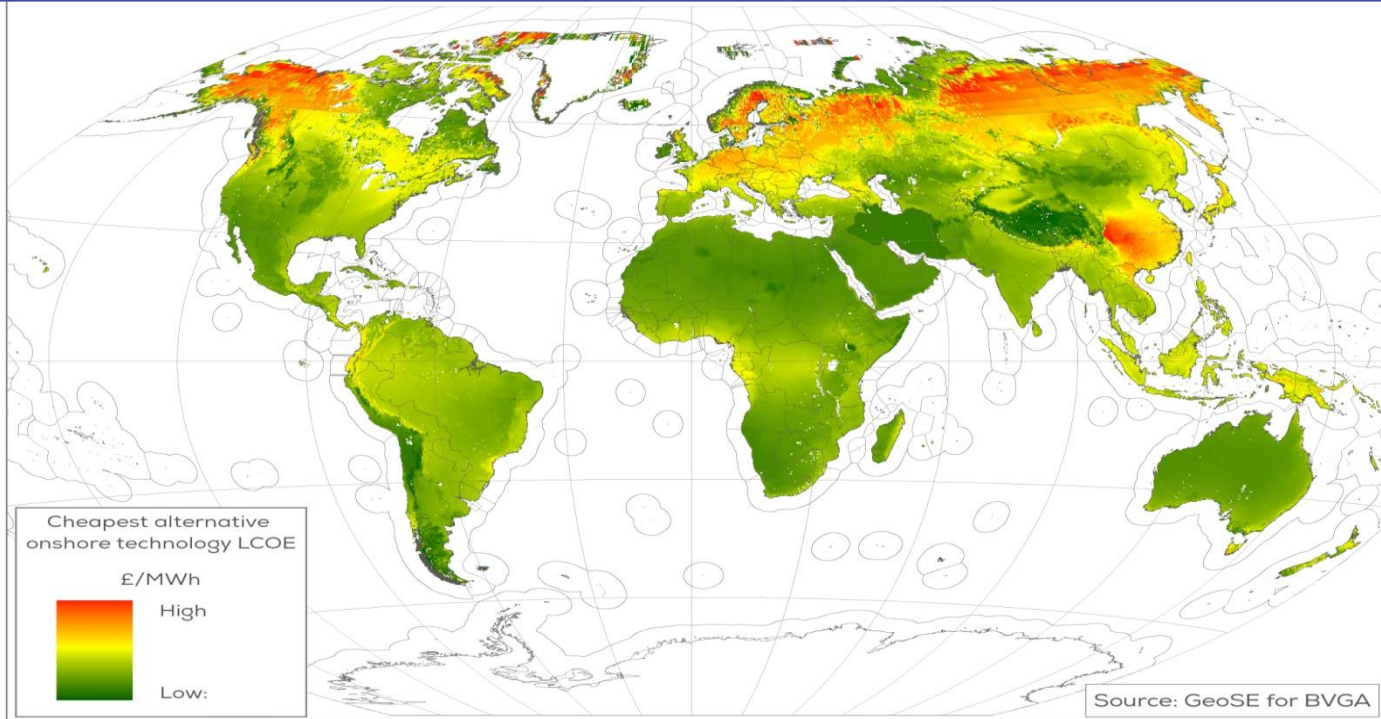 Cheapest alternative
onshore technology LCOE
£/MWh
High
Low:
Source: GeoSE for BVGA